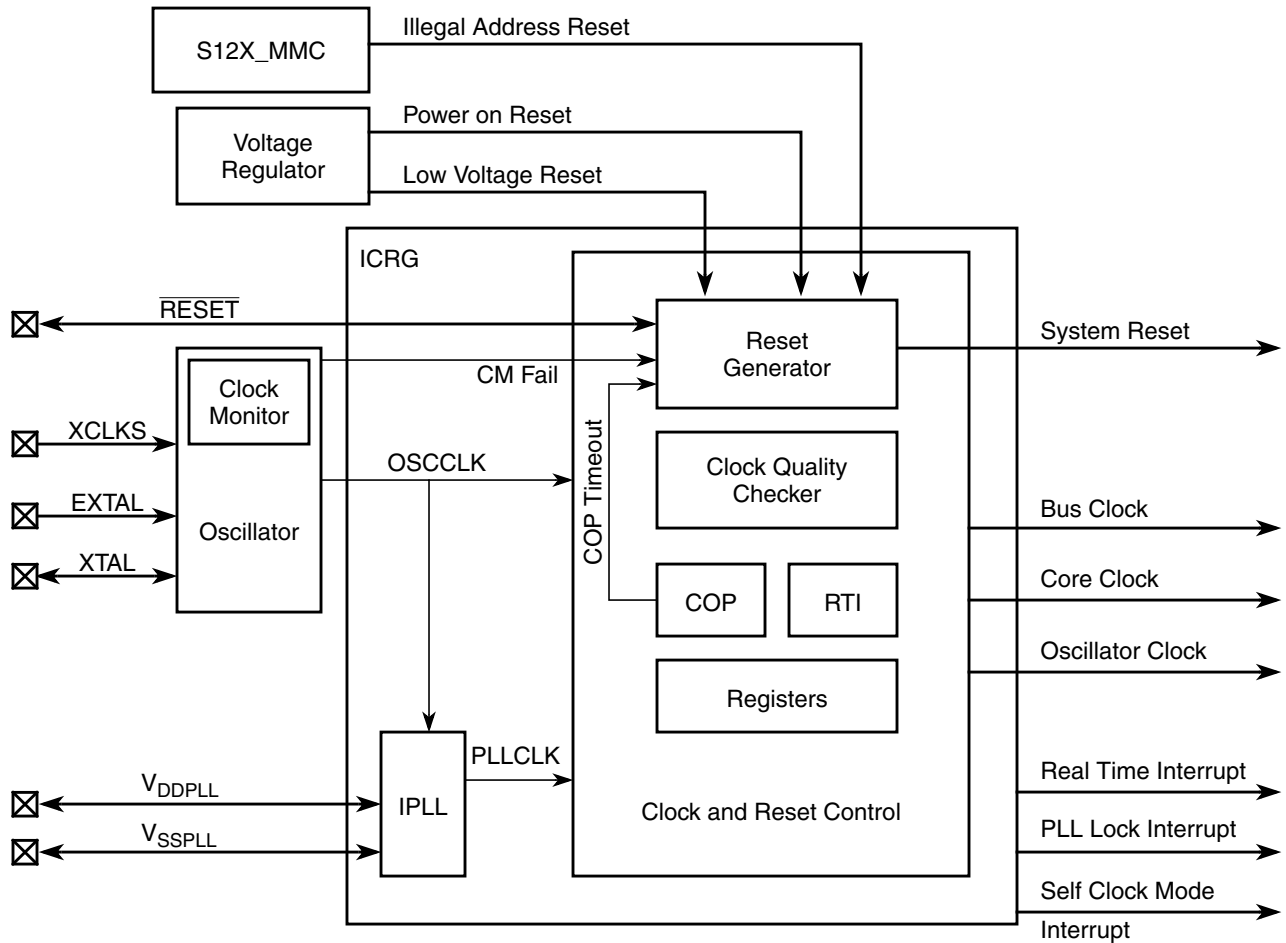 S12X_MMC
Illegal Address Reset
Voltage
Regulator
Power on Reset
Low Voltage Reset
ICRG
RESET
Reset
Generator
System Reset
Clock
Monitor
CM Fail
XCLKS
OSCCLK
COP Timeout
Clock Quality
Checker
EXTAL
Oscillator
XTAL
Bus Clock
COP
RTI
Core Clock
Registers
Oscillator Clock
PLLCLK
VDDPLL
IPLL
VSSPLL
Clock and Reset Control
Real Time Interrupt
PLL Lock Interrupt
Self Clock Mode
Interrupt